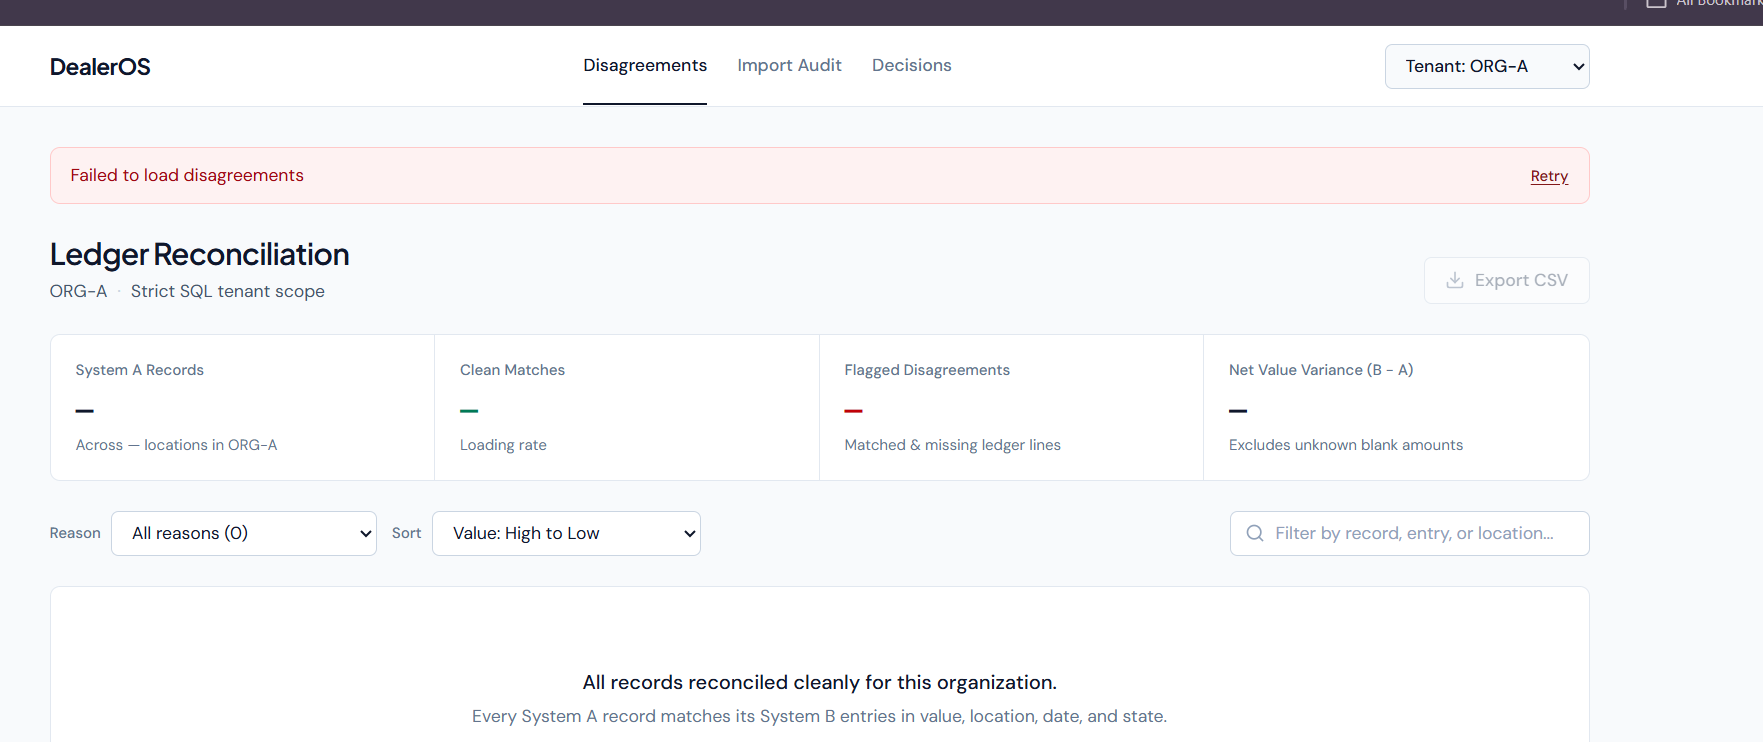 All Bookmark
DealerOS
Disagreements
Import Audit
Decisions
Tenant: ORG-A
Failed to load disagreements
Retry
Ledger Reconciliation
ORG-A · Strict SQL tenant scope
Export CSV
System A Records
—
Across — locations in ORG-A
Clean Matches
—
Loading rate
Flagged Disagreements
—
Matched & missing ledger lines
Net Value Variance (B - A)
—
Excludes unknown blank amounts
Reason
All reasons (0)
Sort
Value: High to Low
Filter by record, entry, or location...
All records reconciled cleanly for this organization.
Every System A record matches its System B entries in value, location, date, and state.